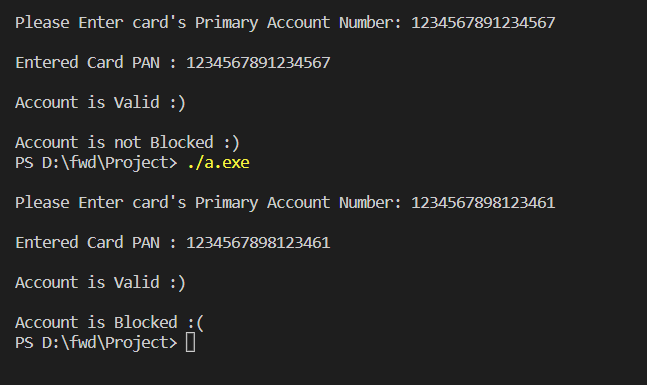 Please Enter card's Primary Account Number: 1234567891234567
Entered Card PAN : 1234567891234567
Account is Valid :)
Account is not Blocked :)
PS D:\fwd\Project> ./a.exe
Please Enter card's Primary Account Number: 1234567898123461
Entered Card PAN : 1234567898123461
Account is Valid :)
Account is Blocked :(
PS D:\fwd\Project>